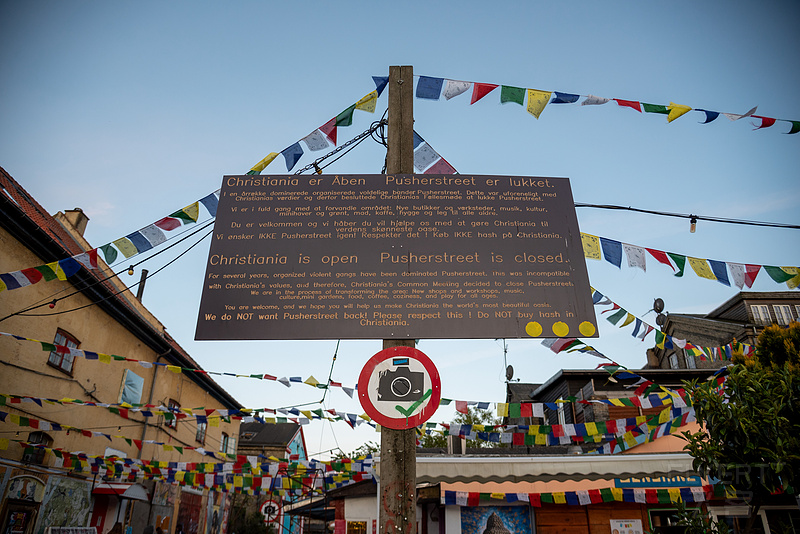 Christiania er Åben Pusherstreet er lukket.
I en årrekke dominerede organiserede voldelige bander Pusherstreet. Dette var uforeneligt med
Christianias værdier og derfor besluttede Christianias Fællesmøde at lukke Pusherstreet.
Vi er i fuld gang med at forvandle området: Nye butikker og værksteder, musik, kultur,
minihaver og grønt, mad, kaffe, hygge og leg til alle aldre.
Du er velkommen og vi håber du vil hjælpe os med at gøre Christiania til
verdens skønneste oase.
Vi ønsker IKKE Pusherstreet igen! Respekter det ! Køb IKKE hash på Christiania.
Christiania is open Pusherstreet is closed.
For several years, organized violent gangs have been dominated Pusherstreet. This was incompatible
with Christiania's values, and therefore, Christiania's Common Meeting decided to close Pusherstreet.
We are in the process of transforming the area: New shops and workshops, music,
culture,mini gardens, food, coffee, coziness, and play for all ages.
You are welcome, and we hope you will help us make Christiania the world's most beautiful oasis.
We do NOT want Pusherstreet back! Please respect this ! Do NOT buy hash in
Christiania.